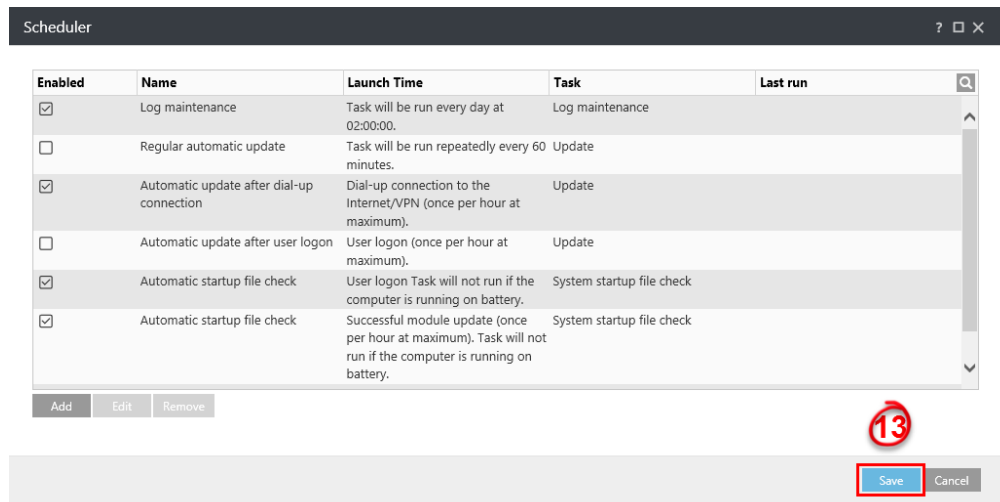 Scheduler
?
Enabled Name Launch Time Task Last run
Log maintenance Task will be run every day at Log maintenance
02:00:00.
Regular automatic update Task will be run repeatedly every 60 Update
minutes.
Automatic update after dial-up Dial-up connection to the Update
connection Internet/VPN (once per hour at
maximum).
Automatic update after user logon User logon (once per hour at Update
maximum).
Automatic startup file check User logon Task will not run if the System startup file check
computer is running on battery.
Automatic startup file check Successful module update (once System startup file check
per hour at maximum). Task will not
run if the computer is running on
battery.
Add Edit Remove
13
Save Cancel